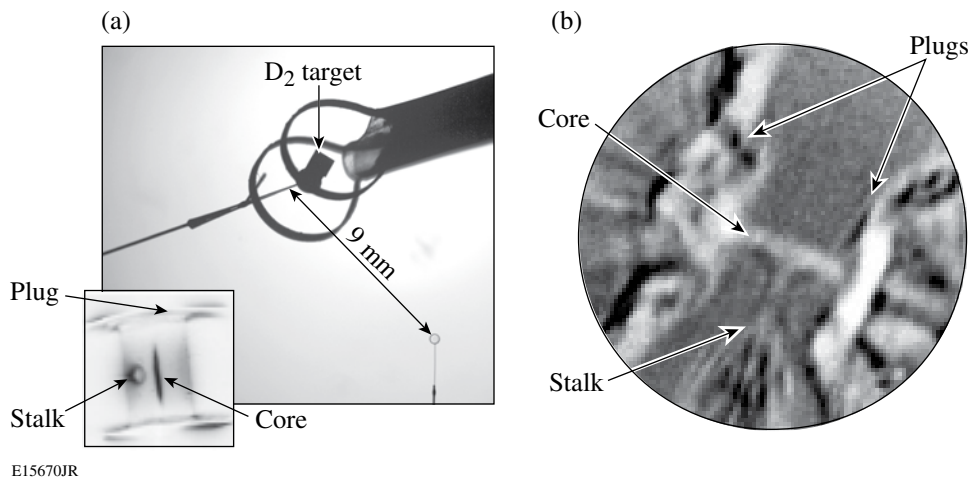 (a)
D₂ target
9 mm
Plug
Stalk
Core
E15670JR
(b)
Plugs
Core
Stalk